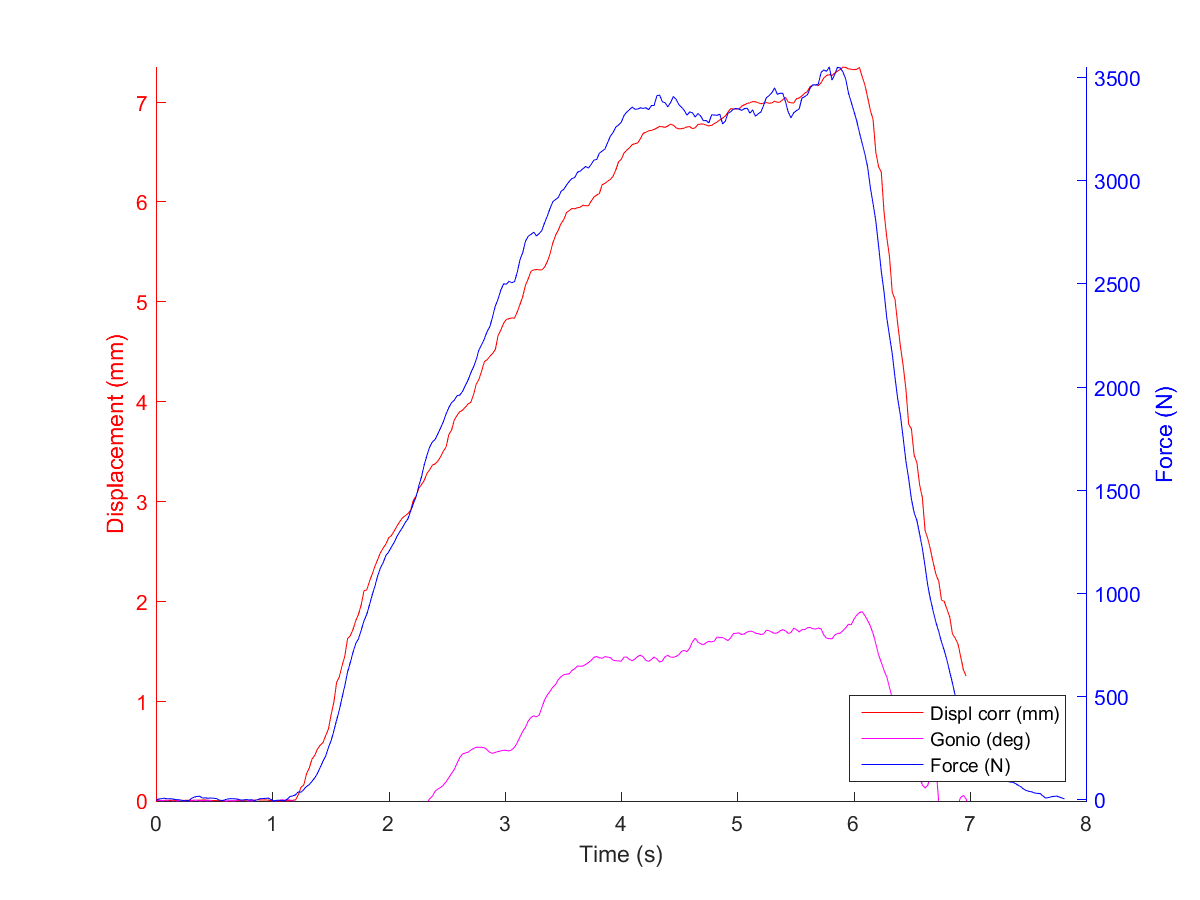 7
6
5
4
3
2
1
0
Displacement (mm)
3500
3000
2500
2000
1500
1000
500
0
Force (N)
Displ corr (mm)
Gonio (deg)
Force (N)
0 1 2 3 4 5 6 7 8
Time (s)